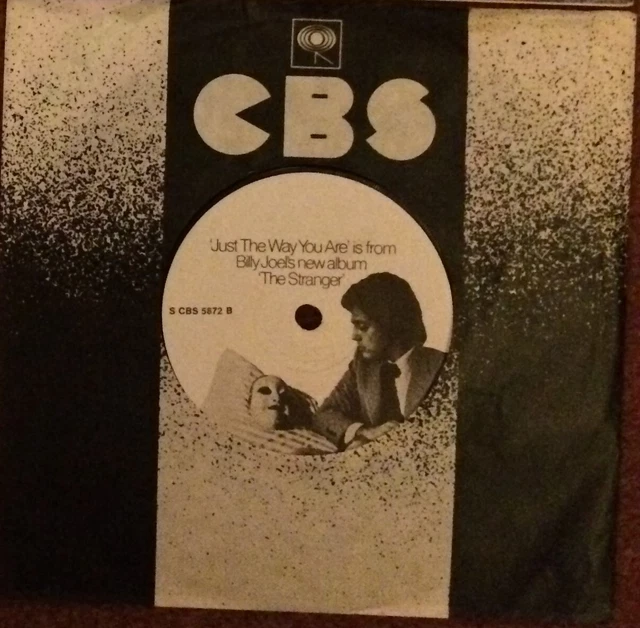 CBS
'Just The Way You Are' is from
Billy Joel's new album
'The Stranger'
S CBS 5872 B